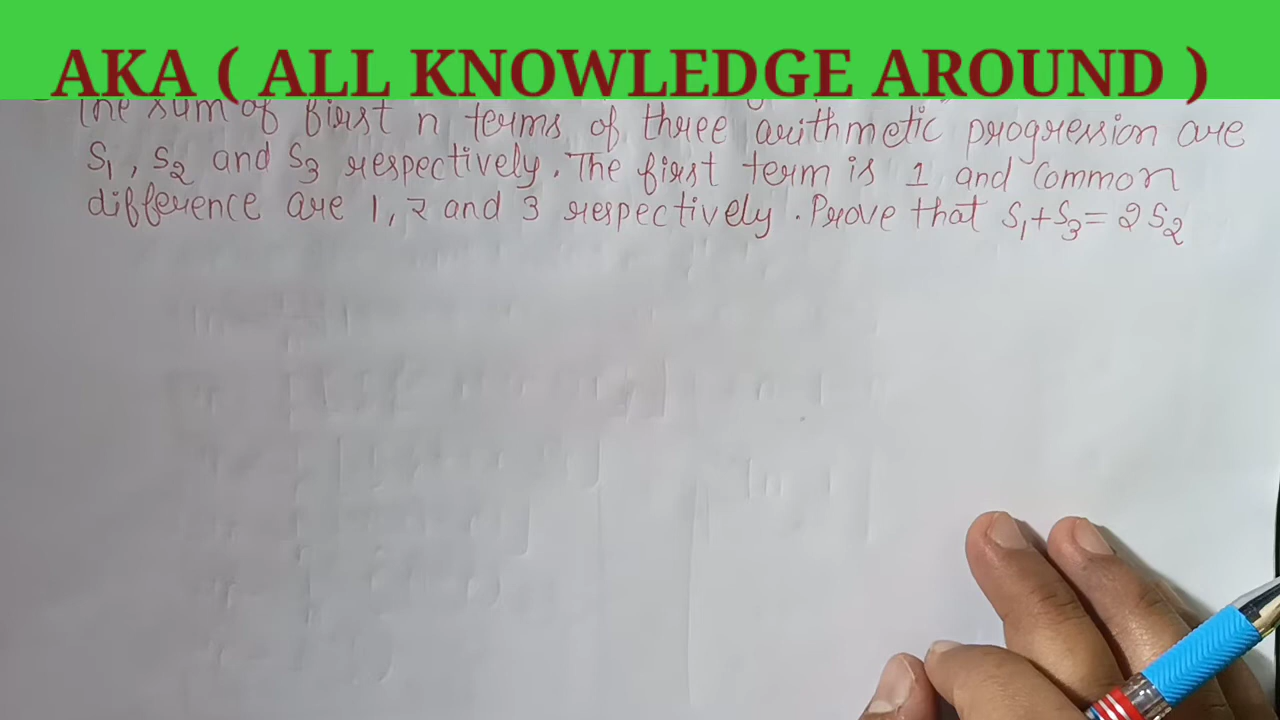 AKA ( ALL KNOWLEDGE AROUND )
The sum of first n terms of three arithmetic progression are
S1, S2 and S3 respectively. The first term is 1 and common
difference are 1, 2 and 3 respectively. Prove that S1+S3= 2S2